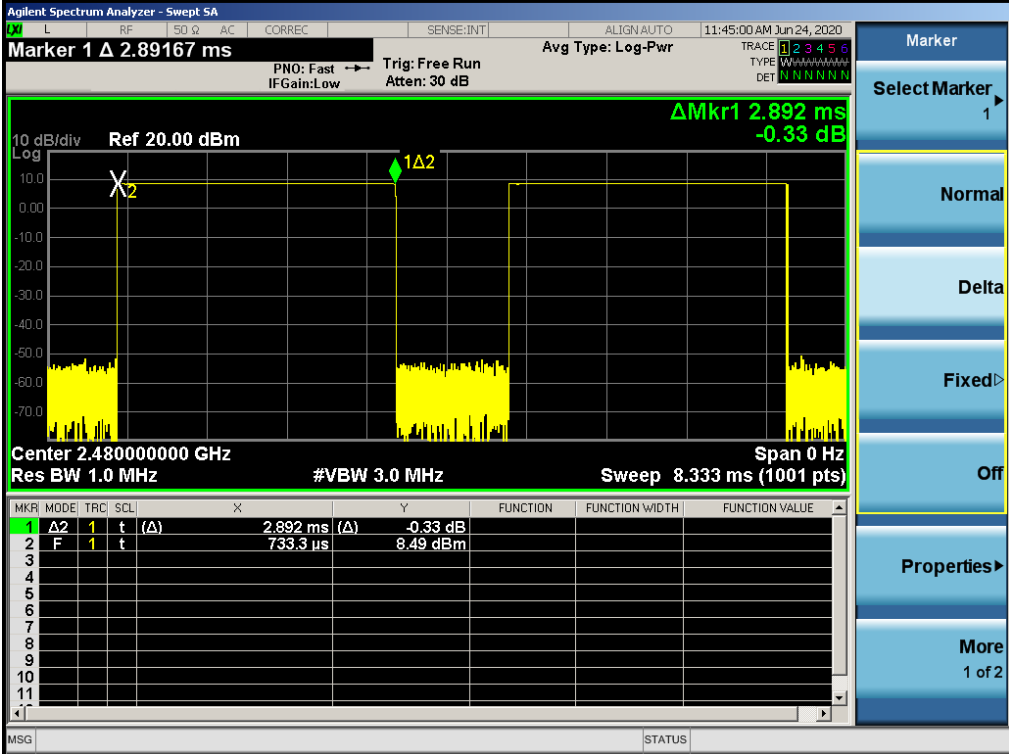 Agilent Spectrum Analyzer - Swept SA
LXI L RF 50 Ω AC CORREC SENSE:INT ALIGNAUTO 11:45:00 AM Jun 24, 2020
Marker 1 Δ 2.89167 ms
PNO: Fast
IFGain:Low
Trig: Free Run
Atten: 30 dB
Avg Type: Log-Pwr
TRACE 1 2 3 4 5 6
TYPE WWWWWWW
DET N N N N N N
ΔMkr1 2.892 ms
-0.33 dB
10 dB/div Ref 20.00 dBm
Log
10.0
0.00
-10.0
-20.0
-30.0
-40.0
-50.0
-60.0
-70.0
X2
1Δ2
Center 2.480000000 GHz Span 0 Hz
Res BW 1.0 MHz #VBW 3.0 MHz Sweep 8.333 ms (1001 pts)
MKR MODE TRC SCL X Y FUNCTION FUNCTION WIDTH FUNCTION VALUE
1 Δ2 1 t (Δ) 2.892 ms (Δ) -0.33 dB
2 F 1 t 733.3 µs 8.49 dBm
3
4
5
6
7
8
9
10
11
MSG STATUS
Marker
Select Marker
1
Normal
Delta
Fixed
Off
Properties
More
1 of 2